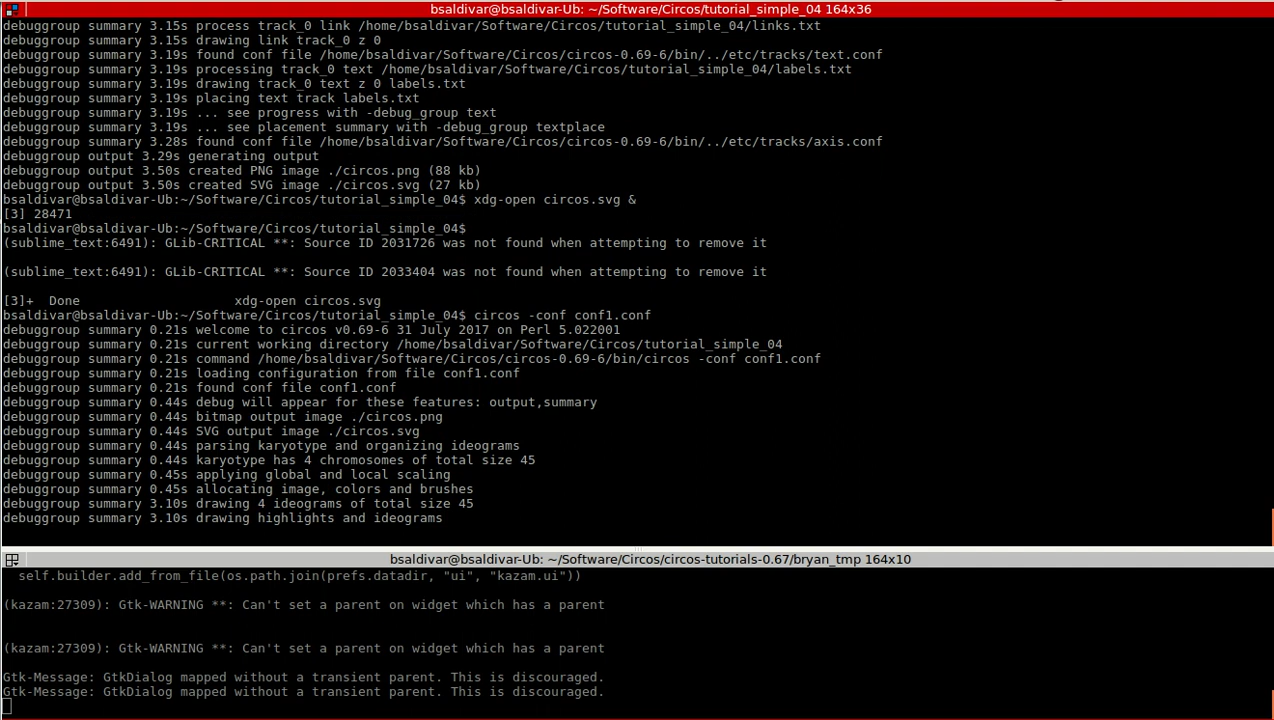 bsaldivar@bsaldivar-Ub: ~/Software/Circos/tutorial_simple_04 164x36
debuggroup summary 3.15s process track_0 link /home/bsaldivar/Software/Circos/tutorial_simple_04/links.txt
debuggroup summary 3.15s drawing link track_0 z 0
debuggroup summary 3.19s found conf file /home/bsaldivar/Software/Circos/circos-0.69-6/bin/../etc/tracks/text.conf
debuggroup summary 3.19s processing track_0 text /home/bsaldivar/Software/Circos/tutorial_simple_04/labels.txt
debuggroup summary 3.19s drawing track_0 text z 0 labels.txt
debuggroup summary 3.19s placing text track labels.txt
debuggroup summary 3.19s ... see progress with -debug_group text
debuggroup summary 3.19s ... see placement summary with -debug_group textplace
debuggroup summary 3.28s found conf file /home/bsaldivar/Software/Circos/circos-0.69-6/bin/../etc/tracks/axis.conf
debuggroup output 3.29s generating output
debuggroup output 3.50s created PNG image ./circos.png (88 kb)
debuggroup output 3.50s created SVG image ./circos.svg (27 kb)
bsaldivar@bsaldivar-Ub:~/Software/Circos/tutorial_simple_04$ xdg-open circos.svg &
[3] 28471
bsaldivar@bsaldivar-Ub:~/Software/Circos/tutorial_simple_04$
(sublime_text:6491): GLib-CRITICAL **: Source ID 2031726 was not found when attempting to remove it
(sublime_text:6491): GLib-CRITICAL **: Source ID 2033404 was not found when attempting to remove it
[3]+  Done                    xdg-open circos.svg
bsaldivar@bsaldivar-Ub:~/Software/Circos/tutorial_simple_04$ circos -conf conf1.conf
debuggroup summary 0.21s welcome to circos v0.69-6 31 July 2017 on Perl 5.022001
debuggroup summary 0.21s current working directory /home/bsaldivar/Software/Circos/tutorial_simple_04
debuggroup summary 0.21s command /home/bsaldivar/Software/Circos/circos-0.69-6/bin/circos -conf conf1.conf
debuggroup summary 0.21s loading configuration from file conf1.conf
debuggroup summary 0.21s found conf file conf1.conf
debuggroup summary 0.44s debug will appear for these features: output,summary
debuggroup summary 0.44s bitmap output image ./circos.png
debuggroup summary 0.44s SVG output image ./circos.svg
debuggroup summary 0.44s parsing karyotype and organizing ideograms
debuggroup summary 0.44s karyotype has 4 chromosomes of total size 45
debuggroup summary 0.45s applying global and local scaling
debuggroup summary 0.45s allocating image, colors and brushes
debuggroup summary 3.10s drawing 4 ideograms of total size 45
debuggroup summary 3.10s drawing highlights and ideograms
bsaldivar@bsaldivar-Ub: ~/Software/Circos/circos-tutorials-0.67/bryan_tmp 164x10
self.builder.add_from_file(os.path.join(prefs.datadir, "ui", "kazam.ui"))
(kazam:27309): Gtk-WARNING **: Can't set a parent on widget which has a parent
(kazam:27309): Gtk-WARNING **: Can't set a parent on widget which has a parent
Gtk-Message: GtkDialog mapped without a transient parent. This is discouraged.
Gtk-Message: GtkDialog mapped without a transient parent. This is discouraged.